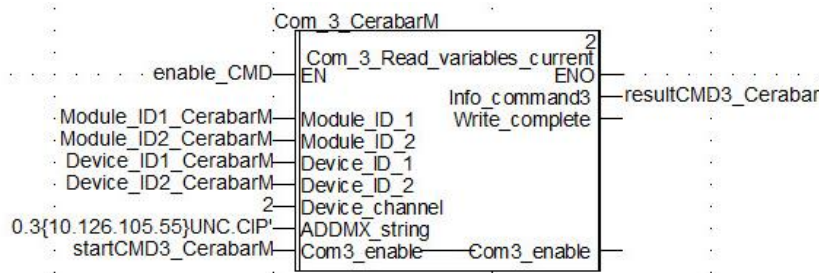 Com_3_CerabarM
2
Com_3_Read_variables_current
enable_CMD EN ENO
Info_command3 resultCMD3_Cerabar
Module_ID1_CerabarM Module_ID_1 Write_complete
Module_ID2_CerabarM Module_ID_2
Device_ID1_CerabarM Device_ID_1
Device_ID2_CerabarM Device_ID_2
2 Device_channel
0.3{10.126.105.55}UNC.CIP' ADDMX_string
startCMD3_CerabarM Com3_enable Com3_enable